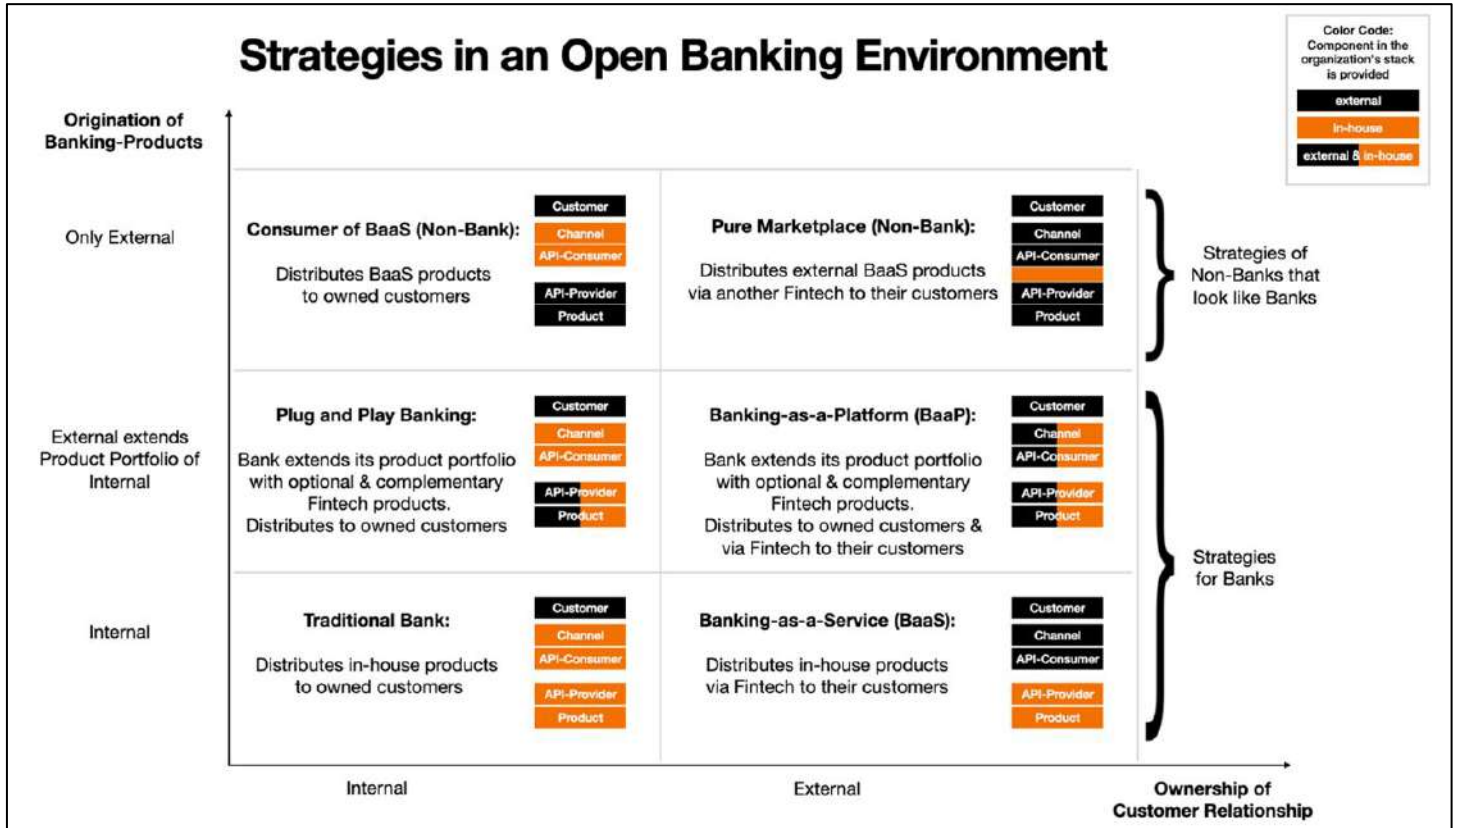 Strategies in an Open Banking Environment
Color Code:
Component in the
organization's stack
is provided
external
in-house
external & in-house
Origination of
Banking-Products
Only External
Consumer of BaaS (Non-Bank):
Distributes BaaS products
to owned customers
Customer
Channel
API-Consumer
API-Provider
Product
Pure Marketplace (Non-Bank):
Distributes external BaaS products
via another Fintech to their customers
Customer
Channel
API-Consumer
API-Provider
Product
Strategies of
Non-Banks that
look like Banks
External extends
Product Portfolio of
Internal
Plug and Play Banking:
Bank extends its product portfolio
with optional & complementary
Fintech products.
Distributes to owned customers
Customer
Channel
API-Consumer
API-Provider
Product
Banking-as-a-Platform (BaaP):
Bank extends its product portfolio
with optional & complementary
Fintech products.
Distributes to owned customers &
via Fintech to their customers
Customer
Channel
API-Consumer
API-Provider
Product
Strategies
for Banks
Internal
Traditional Bank:
Distributes in-house products
to owned customers
Customer
Channel
API-Consumer
API-Provider
Product
Banking-as-a-Service (BaaS):
Distributes in-house products
via Fintech to their customers
Customer
Channel
API-Consumer
API-Provider
Product
Internal
External
Ownership of
Customer Relationship